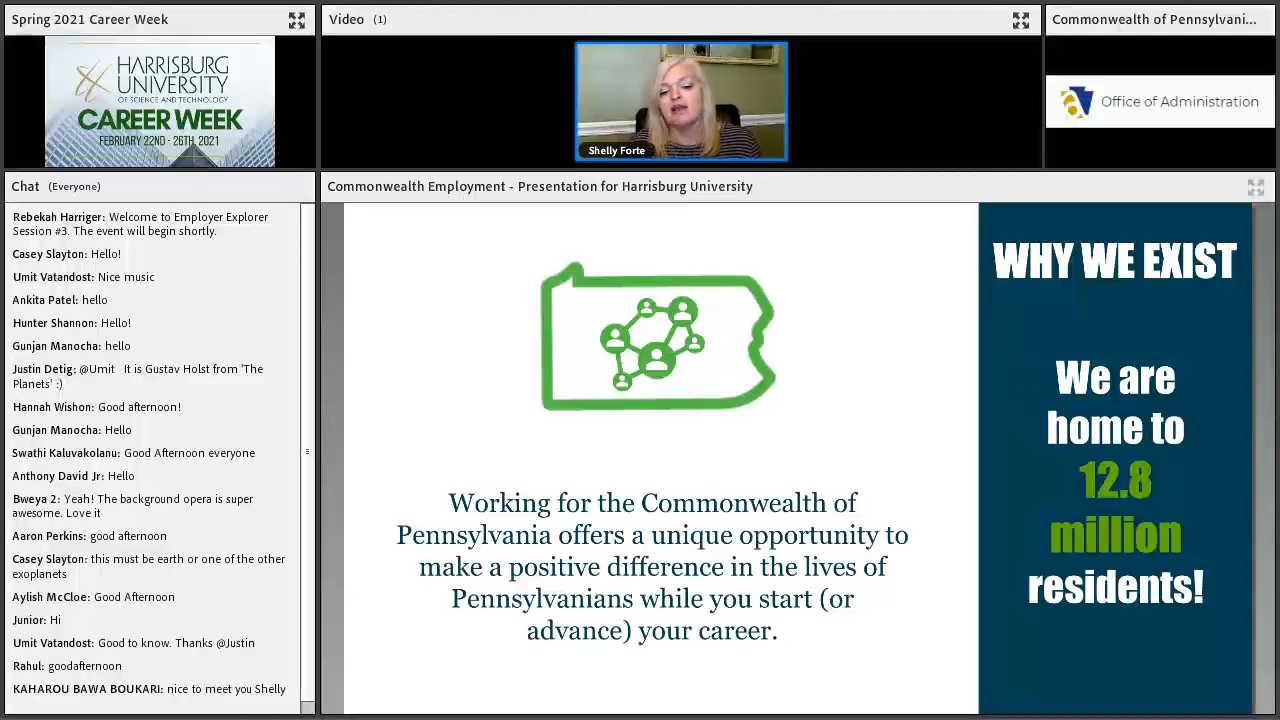 Spring 2021 Career Week
HARRISBURG
UNIVERSITY
OF SCIENCE AND TECHNOLOGY
CAREER WEEK
FEBRUARY 22ND - 26TH, 2021
Video (1)
Shelly Forte
Commonwealth of Pennsylvani...
Office of Administration
Chat (Everyone)
Rebekah Harriger: Welcome to Employer Explorer
Session #3. The event will begin shortly.
Casey Slayton: Hello!
Umit Vatandost: Nice music
Ankita Patel: hello
Hunter Shannon: Hello!
Gunjan Manocha: hello
Justin Detig: @Umit It is Gustav Holst from 'The
Planets' :)
Hannah Wishon: Good afternoon!
Gunjan Manocha: Hello
Swathi Kaluvakolanu: Good Afternoon everyone
Anthony David Jr: Hello
Bweya 2: Yeah! The background opera is super
awesome. Love it
Aaron Perkins: good afternoon
Casey Slayton: this must be earth or one of the other
exoplanets
Aylish McCloe: Good Afternoon
Junior: Hi
Umit Vatandost: Good to know. Thanks @Justin
Rahul: goodafternoon
KAHAROU BAWA BOUKARI: nice to meet you Shelly
Commonwealth Employment - Presentation for Harrisburg University
Working for the Commonwealth of
Pennsylvania offers a unique opportunity to
make a positive difference in the lives of
Pennsylvanians while you start (or
advance) your career.
WHY WE EXIST
We are
home to
12.8
million
residents!